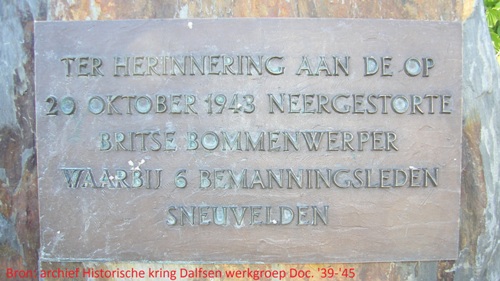 TER HERINNERING AAN DE OP
20 OKTOBER 1943 NEERGESTORTE
BRITSE BOMMENWERPER
WAARBIJ 6 BEMANNINGSLEDEN
SNEUVELDEN
Bron: archief Historische kring Dalfsen werkgroep Doc. '39-'45